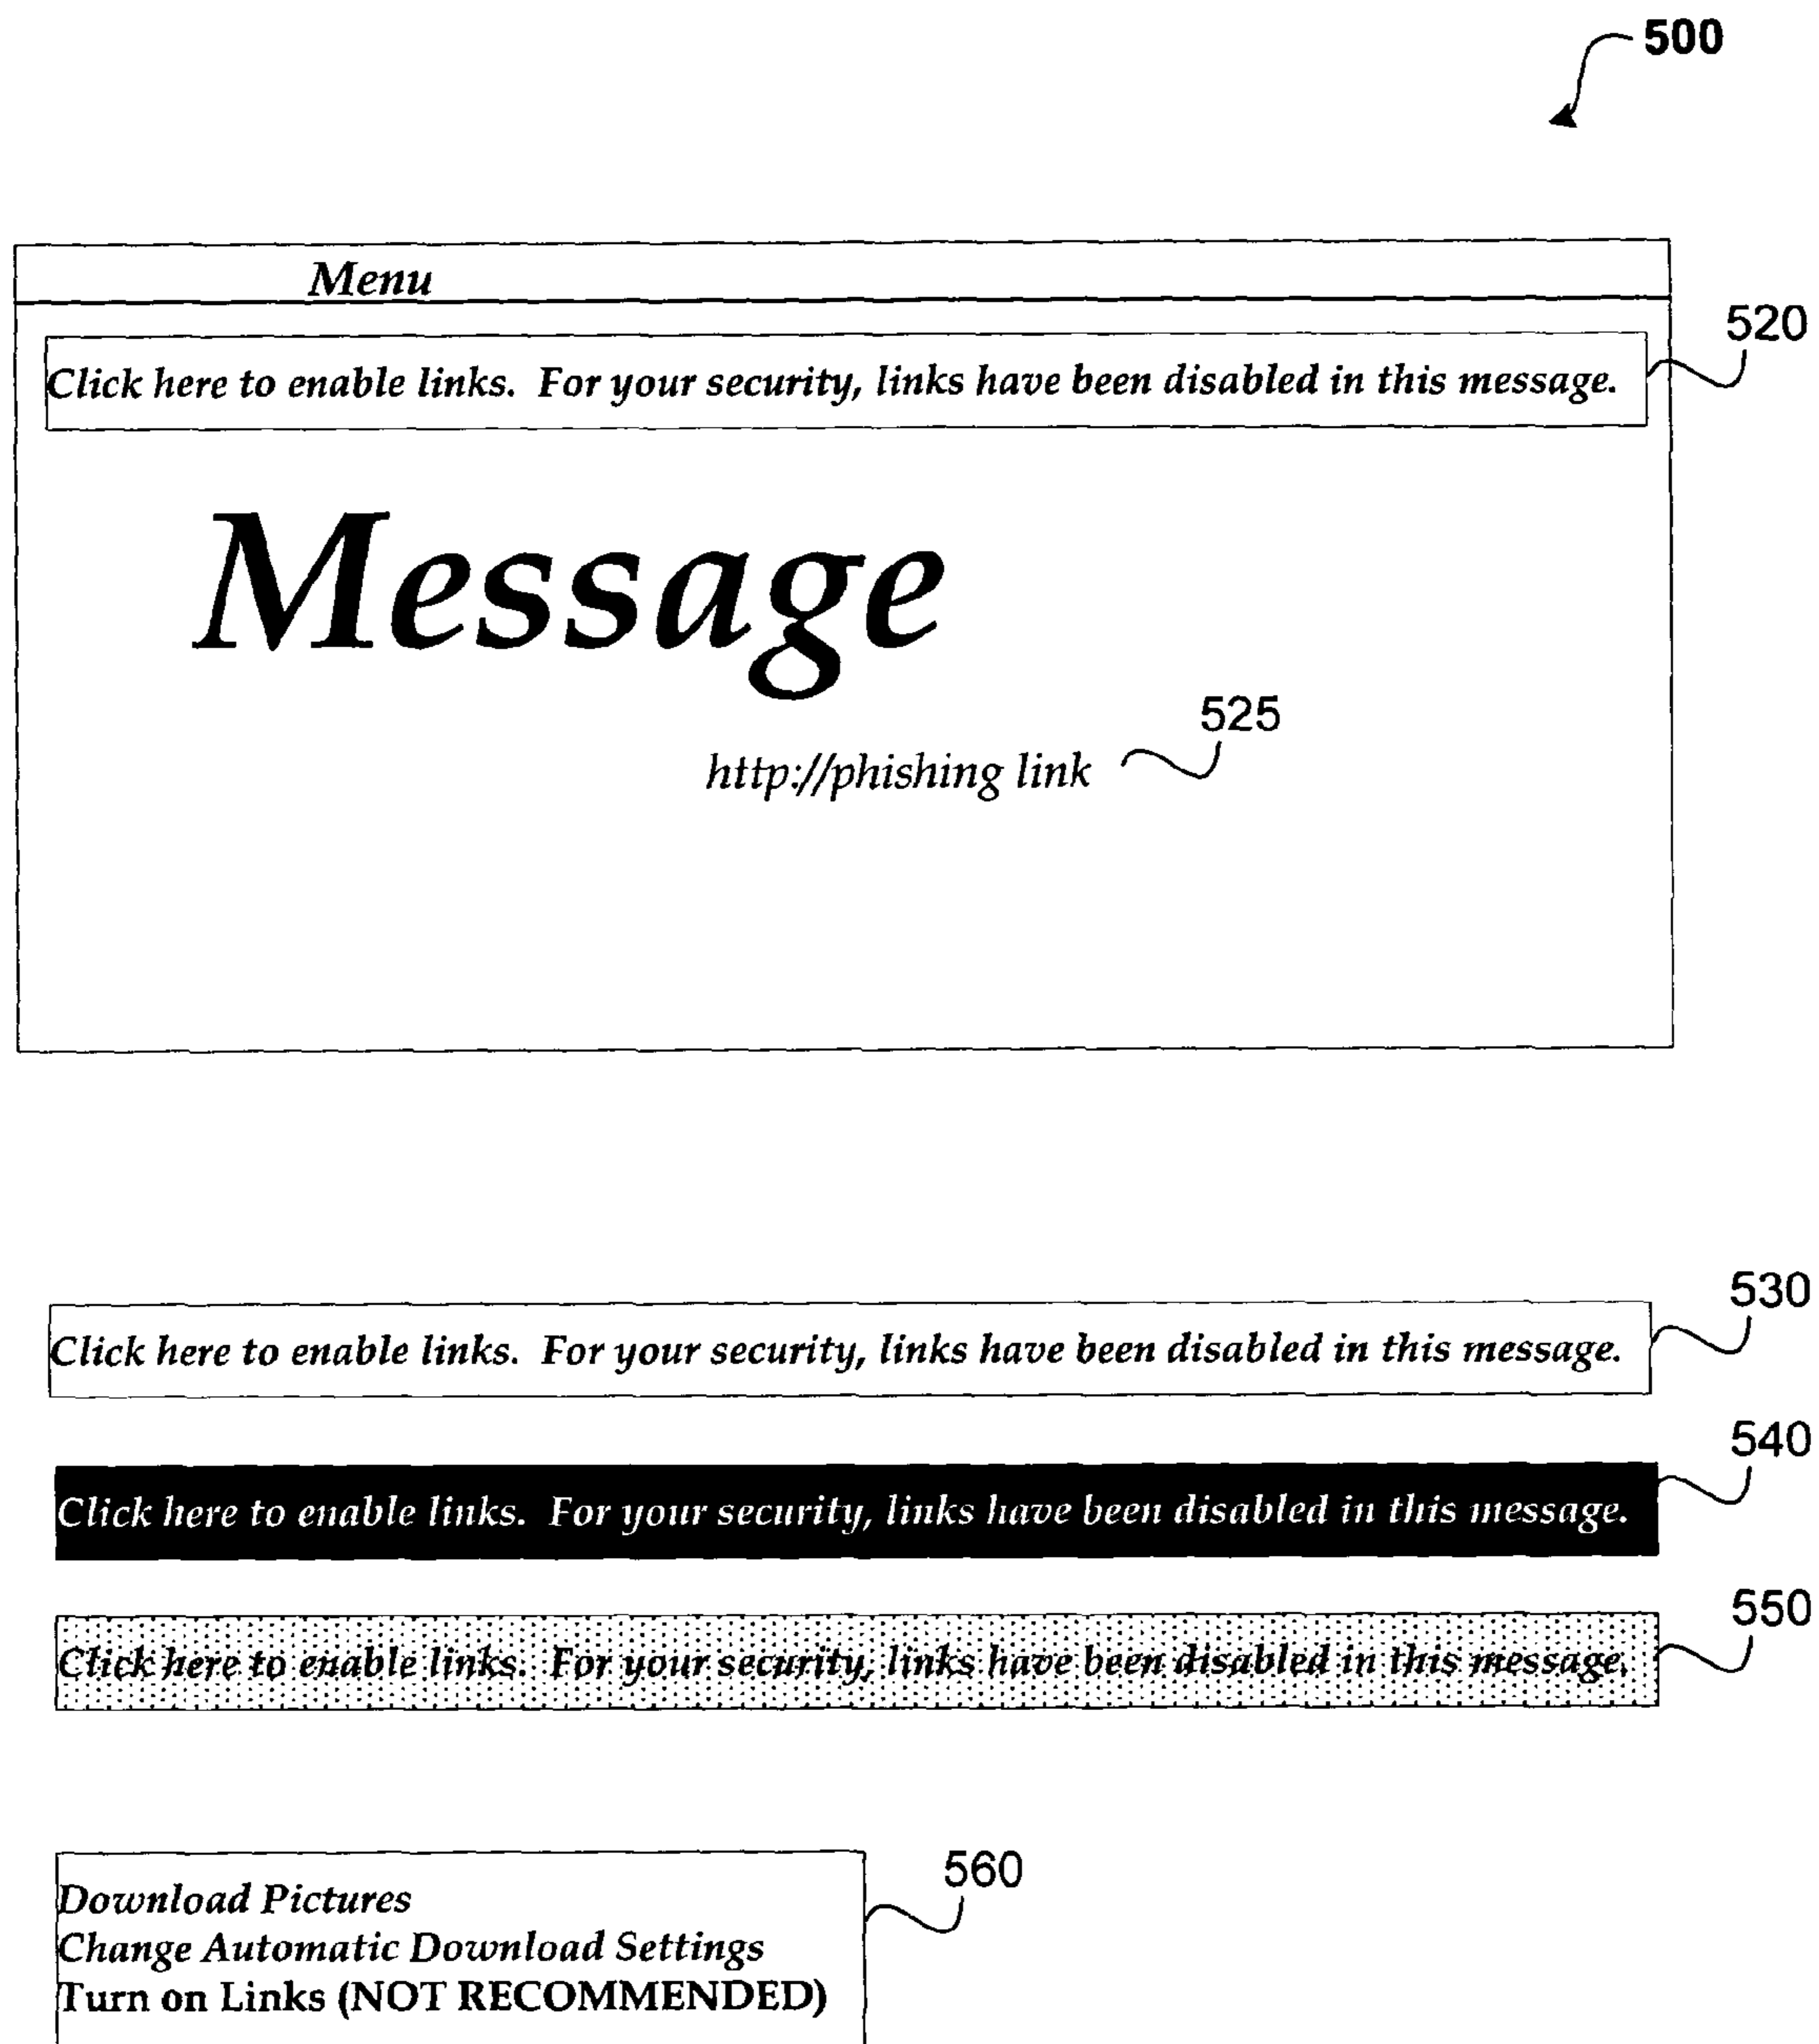 500
Menu
520
Click here to enable links. For your security, links have been disabled in this message.
Message
525
http://phishing link
530
Click here to enable links. For your security, links have been disabled in this message.
540
Click here to enable links. For your security, links have been disabled in this message.
550
Click here to enable links. For your security, links have been disabled in this message.
560
Download Pictures
Change Automatic Download Settings
Turn on Links (NOT RECOMMENDED)